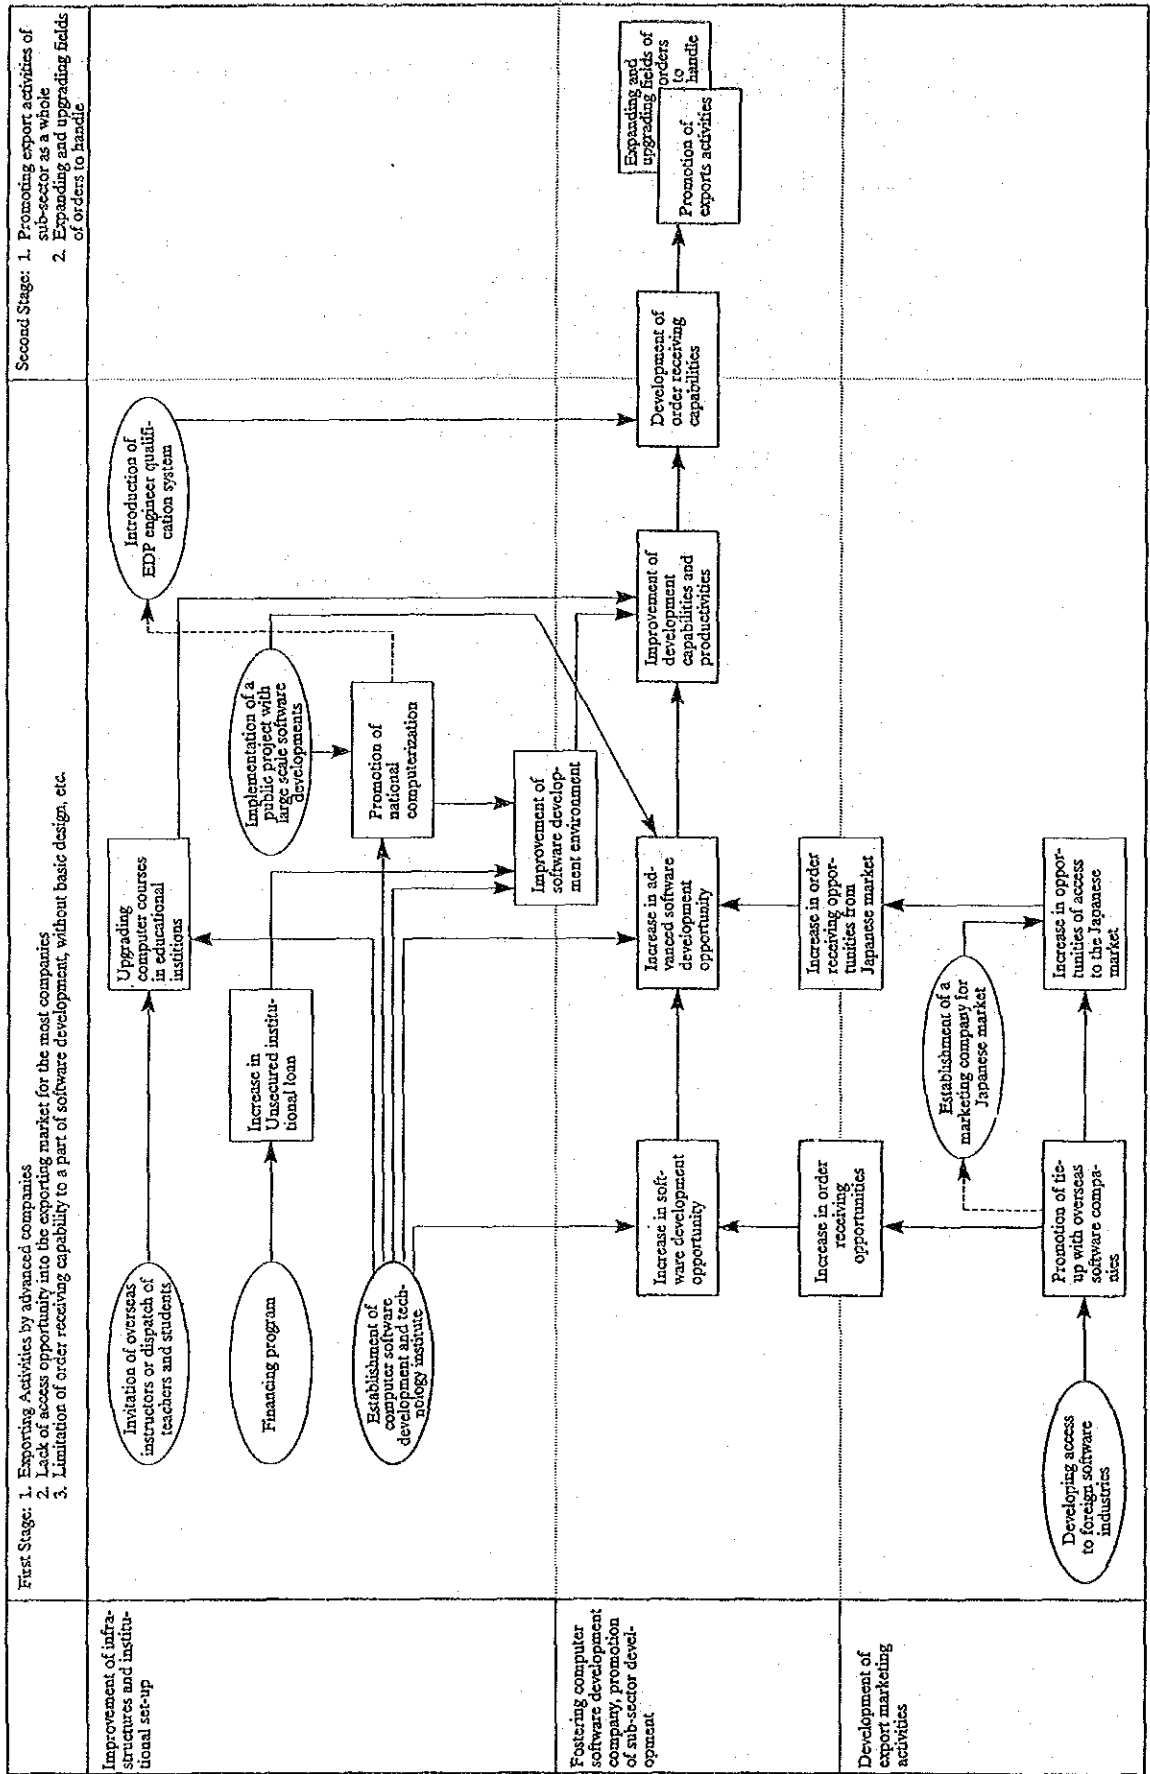 First Stage: 1. Exporting Activities by advanced companies
2. Lack of access opportunity into the exporting market for the most companies
3. Limitation of order receiving capability to a part of software development, without basic design, etc.
Second Stage: 1. Promoting export activities of
sub-sector as a whole
2. Expanding and upgrading fields
of orders to handle
Improvement of infra-
structures and institu-
tional set-up
Invitation of overseas
instructors or dispatch of
teachers and students
Upgrading
computer courses
in educational
institions
Introduction of
EDP engineer qualifi-
cation system
Financing program
Increase in
Unsecured institu-
tional loan
Implementation of a
public project with
large scale software
developments
Establishment of
computer software
development and tech-
nology institute
Promotion of
national
computerization
Improvement of
software develop-
ment environment
Fostering computer
software development
company, promotion
of sub-sector devel-
opment
Increase in soft-
ware development
opportunity
Increase in ad-
vanced software
development
opportunity
Improvement of
development
capabilities and
productivities
Development of
order receiving
capabilities
Expanding and
upgrading fields of
orders
to
handle
Promotion of
exports activities
Development of
export marketing
activities
Increase in order
receiving
opportunities
Increase in order
receiving oppor-
tunities from
Japanese market
Establishment of a
marketing company for
Japanese market
Developing access
to foreign software
industries
Promotion of tie-
up with overseas
software compa-
nies
Increase in oppor-
tunities of access
to the Japanese
market